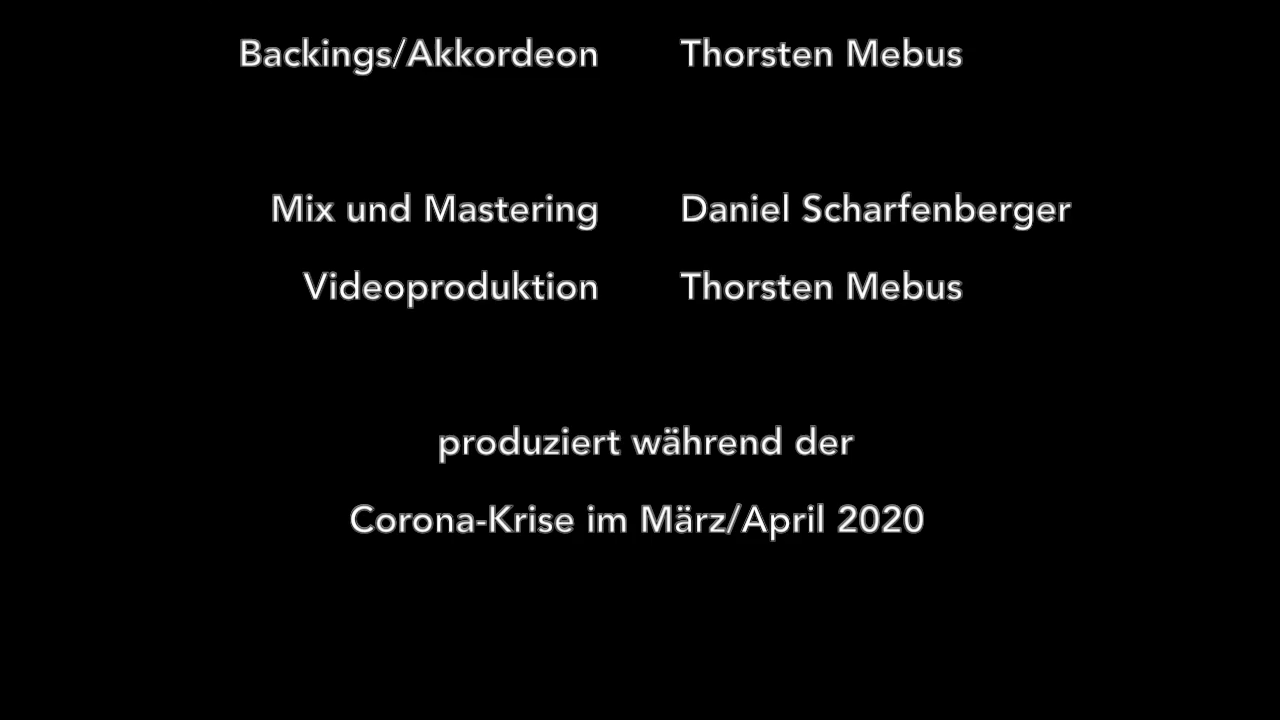 Backings/Akkordeon Thorsten Mebus
Mix und Mastering Daniel Scharfenberger
Videoproduktion Thorsten Mebus
produziert während der
Corona-Krise im März/April 2020